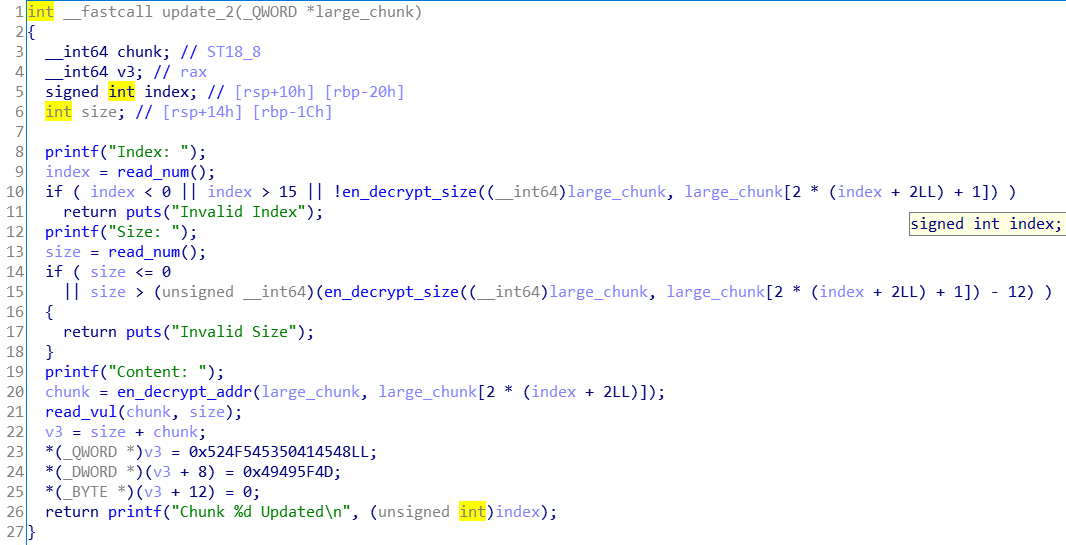 1 int __fastcall update_2(_QWORD *large_chunk)
2 {
3   __int64 chunk; // ST18_8
4   __int64 v3; // rax
5   signed int index; // [rsp+10h] [rbp-20h]
6   int size; // [rsp+14h] [rbp-1Ch]
7
8   printf("Index: ");
9   index = read_num();
10   if ( index < 0 || index > 15 || !en_decrypt_size((__int64)large_chunk, large_chunk[2 * (index + 2LL) + 1]) )
11     return puts("Invalid Index");
signed int index;
12   printf("Size: ");
13   size = read_num();
14   if ( size <= 0
15     || size > (unsigned __int64)(en_decrypt_size((__int64)large_chunk, large_chunk[2 * (index + 2LL) + 1]) - 12) )
16   {
17     return puts("Invalid Size");
18   }
19   printf("Content: ");
20   chunk = en_decrypt_addr(large_chunk, large_chunk[2 * (index + 2LL)]);
21   read_vul(chunk, size);
22   v3 = size + chunk;
23   *(_QWORD *)v3 = 0x524F545350414548LL;
24   *(_DWORD *)(v3 + 8) = 0x49495F4D;
25   *(_BYTE *)(v3 + 12) = 0;
26   return printf("Chunk %d Updated\n", (unsigned int)index);
27 }